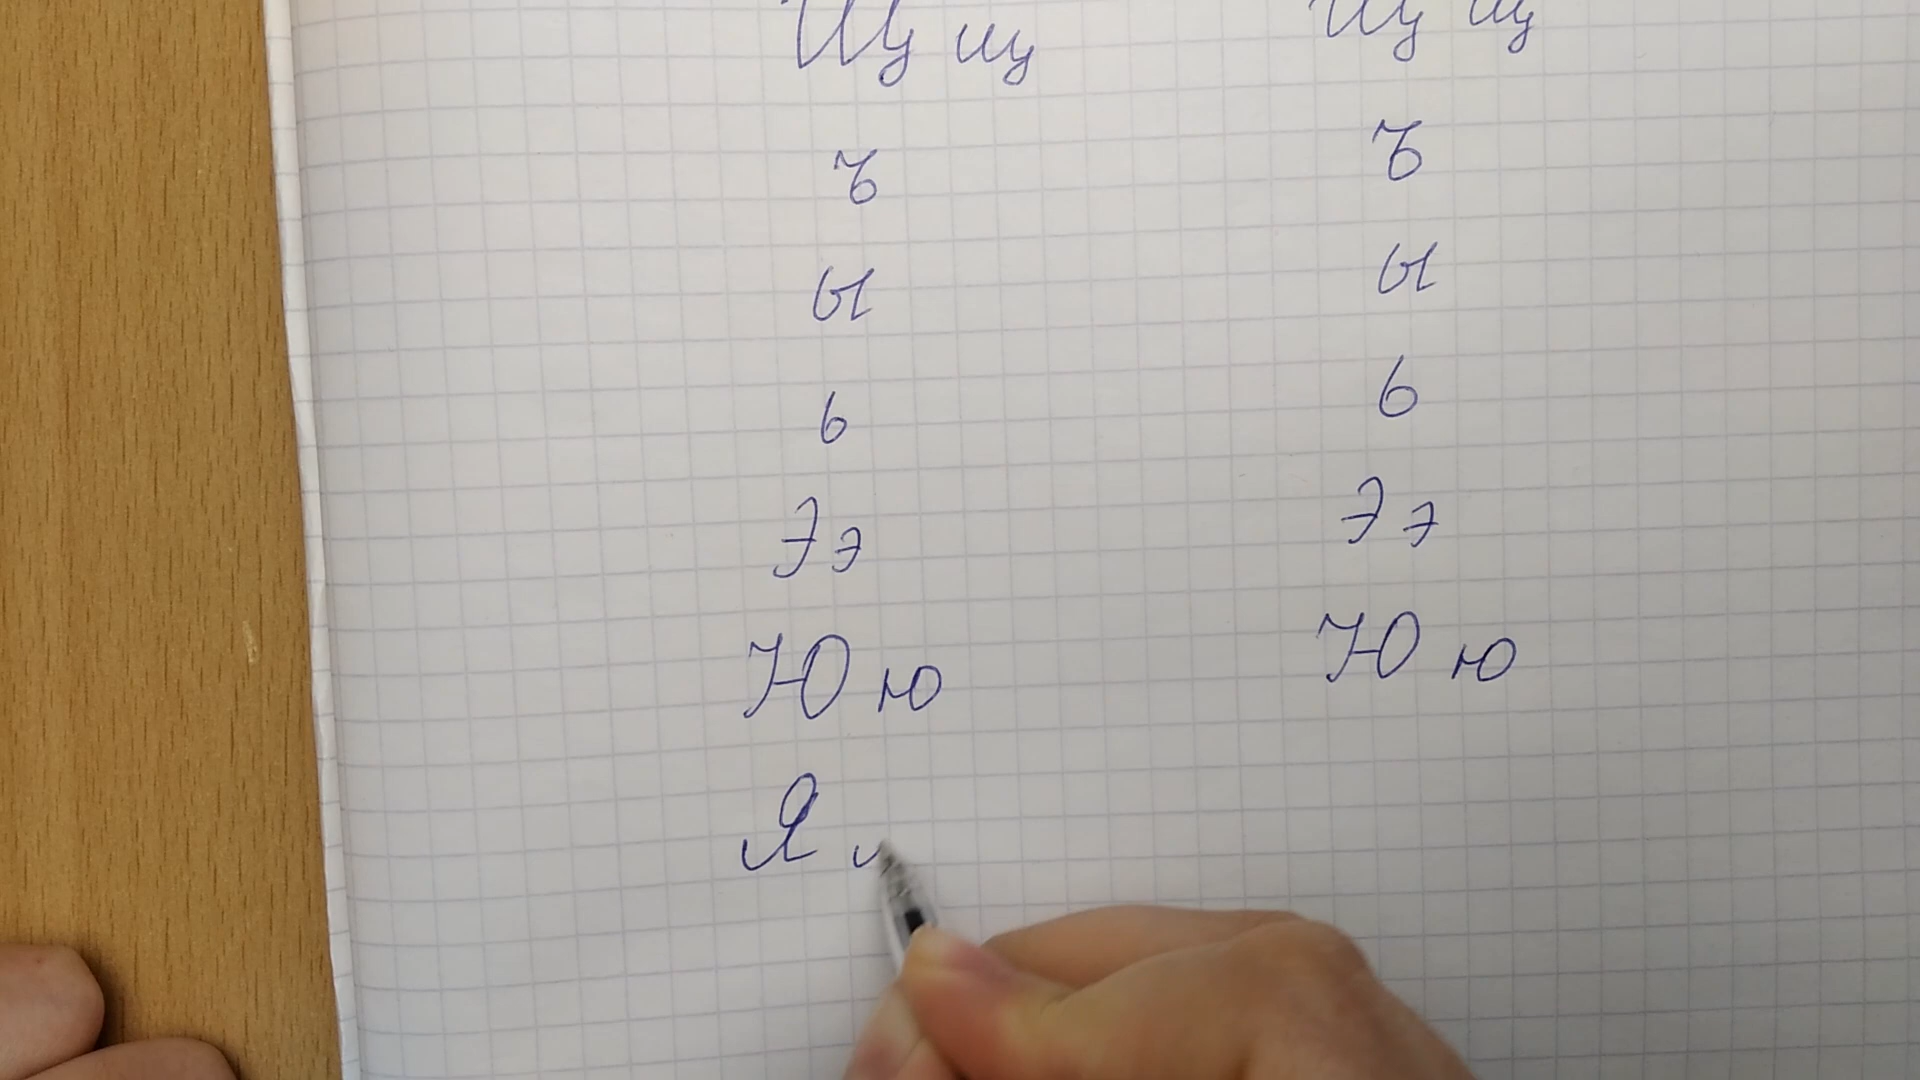 Щ щ Щ щ
ъ ъ
ы ы
ь ь
Э э Э э
Ю ю Ю ю
Я